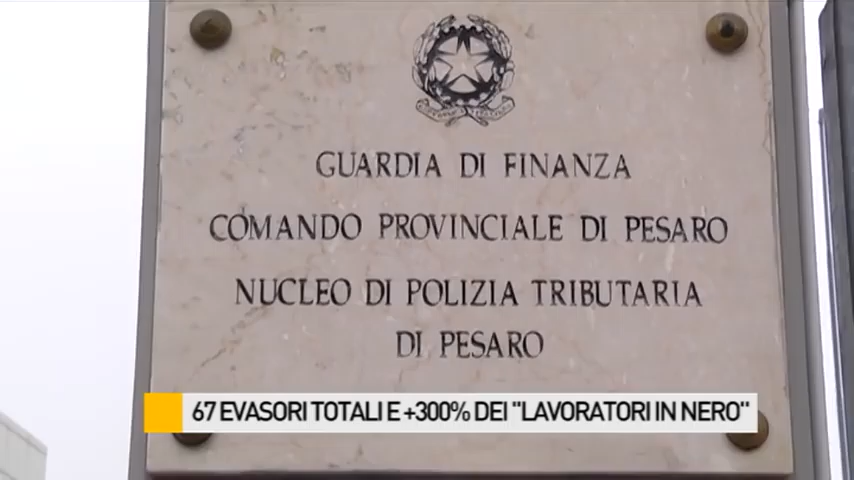 GUARDIA DI FINANZA
COMANDO PROVINCIALE DI PESARO
NUCLEO DI POLIZIA TRIBUTARIA
DI PESARO
67 EVASORI TOTALI E +300% DEI "LAVORATORI IN NERO"